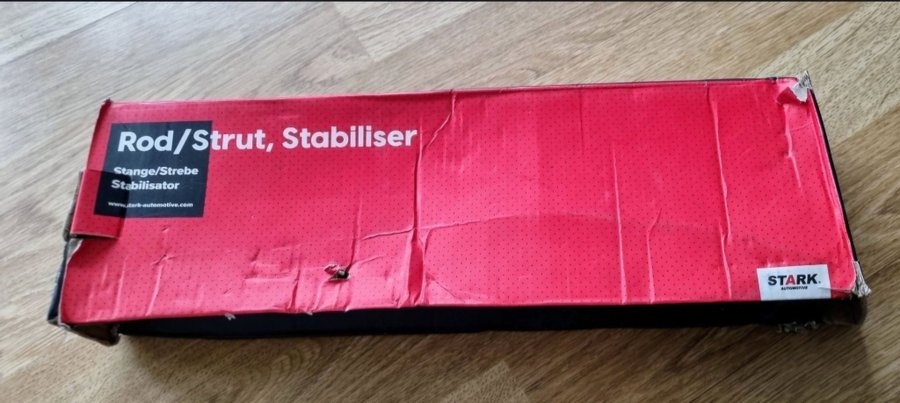 Rod/Strut, Stabiliser
Stange/Strebe
Stabilisator
www.stark-automotive.com
STARK
AUTOMOTIVE